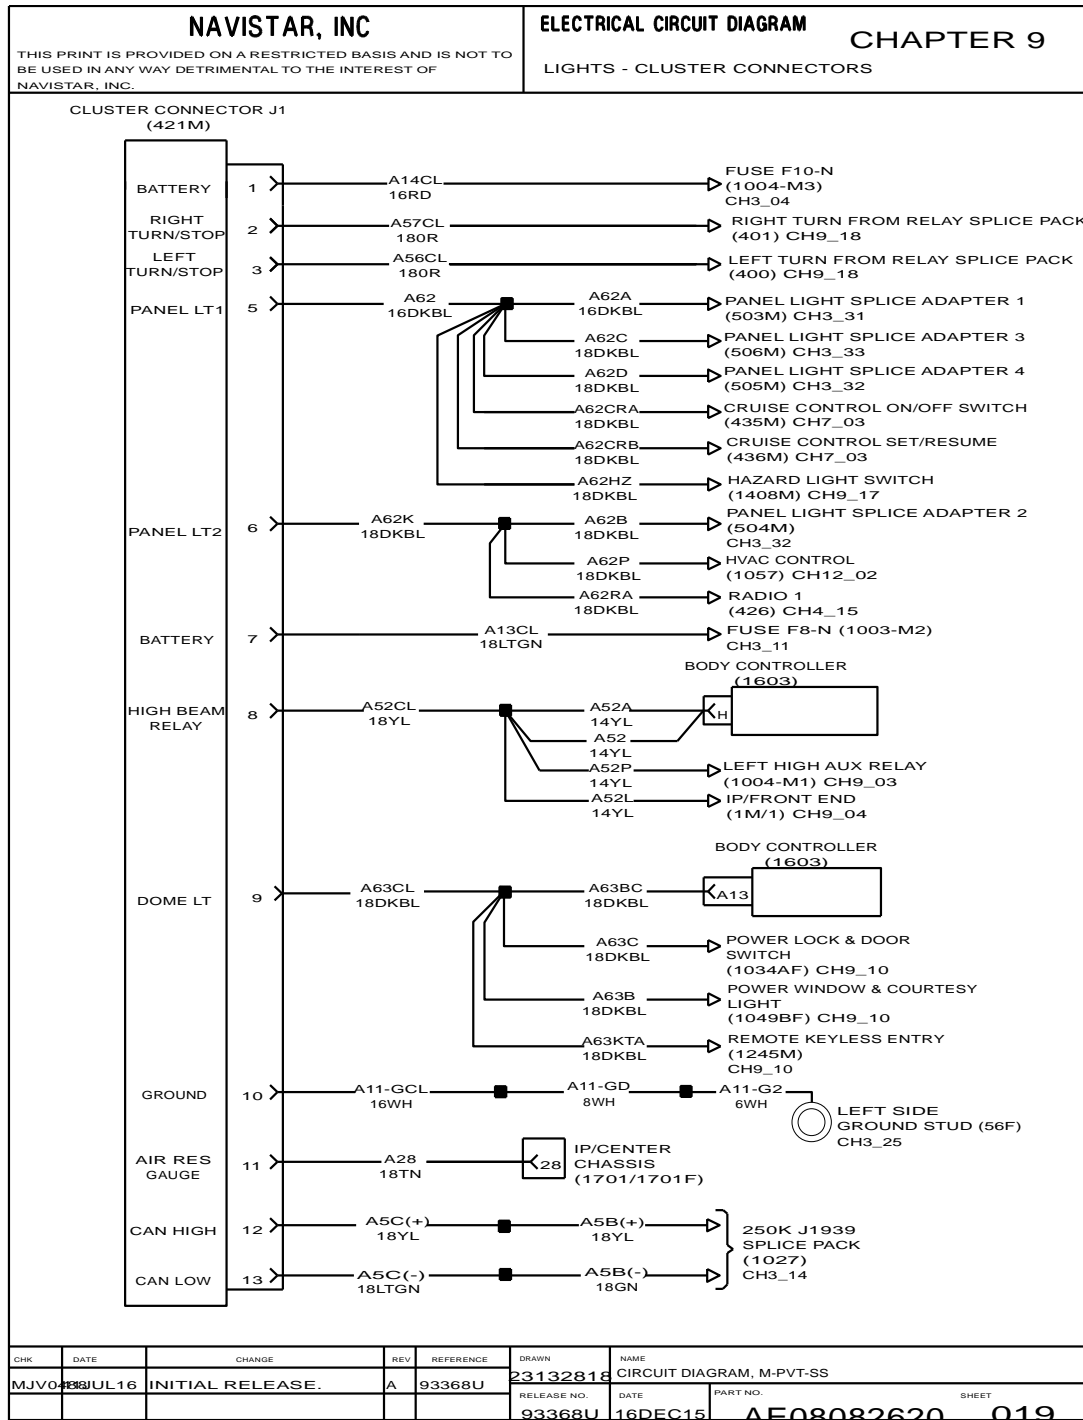 NAVISTAR, INC
THIS PRINT IS PROVIDED ON A RESTRICTED BASIS AND IS NOT TO
BE USED IN ANY WAY DETRIMENTAL TO THE INTEREST OF
NAVISTAR, INC.
ELECTRICAL CIRCUIT DIAGRAM
CHAPTER 9
LIGHTS - CLUSTER CONNECTORS
CLUSTER CONNECTOR J1
(421M)
BATTERY 1 A14CL
16RD
FUSE F10-N
(1004-M3)
CH3_04
RIGHT
TURN/STOP 2 A57CL
180R
RIGHT TURN FROM RELAY SPLICE PACK
(401) CH9_18
LEFT
TURN/STOP 3 A56CL
180R
LEFT TURN FROM RELAY SPLICE PACK
(400) CH9_18
PANEL LT1 5 A62
16DKBL
A62A
16DKBL
PANEL LIGHT SPLICE ADAPTER 1
(503M) CH3_31
A62C
18DKBL
PANEL LIGHT SPLICE ADAPTER 3
(506M) CH3_33
A62D
18DKBL
PANEL LIGHT SPLICE ADAPTER 4
(505M) CH3_32
A62CRA
18DKBL
CRUISE CONTROL ON/OFF SWITCH
(435M) CH7_03
A62CRB
18DKBL
CRUISE CONTROL SET/RESUME
(436M) CH7_03
A62HZ
18DKBL
HAZARD LIGHT SWITCH
(1408M) CH9_17
PANEL LT2 6 A62K
18DKBL
A62B
18DKBL
PANEL LIGHT SPLICE ADAPTER 2
(504M)
CH3_32
A62P
18DKBL
HVAC CONTROL
(1057) CH12_02
A62RA
18DKBL
RADIO 1
(426) CH4_15
BATTERY 7 A13CL
18LTGN
FUSE F8-N (1003-M2)
CH3_11
BODY CONTROLLER
(1603)
HIGH BEAM
RELAY 8 A52CL
18YL
A52A
14YL
H
A52
14YL
A52P
14YL
LEFT HIGH AUX RELAY
(1004-M1) CH9_03
A52L
14YL
IP/FRONT END
(1M/1) CH9_04
BODY CONTROLLER
(1603)
DOME LT 9 A63CL
18DKBL
A63BC
18DKBL
A13
A63C
18DKBL
POWER LOCK & DOOR
SWITCH
(1034AF) CH9_10
A63B
18DKBL
POWER WINDOW & COURTESY
LIGHT
(1049BF) CH9_10
A63KTA
18DKBL
REMOTE KEYLESS ENTRY
(1245M)
CH9_10
GROUND 10 A11-GCL
16WH
A11-GD
8WH
A11-G2
6WH
LEFT SIDE
GROUND STUD (56F)
CH3_25
AIR RES
GAUGE 11 A28
18TN
28
IP/CENTER
CHASSIS
(1701/1701F)
CAN HIGH 12 A5C(+)
18YL
A5B(+)
18YL
CAN LOW 13 A5C(-)
18LTGN
A5B(-)
18GN
250K J1939
SPLICE PACK
(1027)
CH3_14
CHK DATE CHANGE REV REFERENCE
INITIAL RELEASE. A 93368U
DRAWN
23132818
NAME
CIRCUIT DIAGRAM, M-PVT-SS
RELEASE NO.
93368U
DATE
16DEC15
PART NO.
AE08082620
SHEET
019